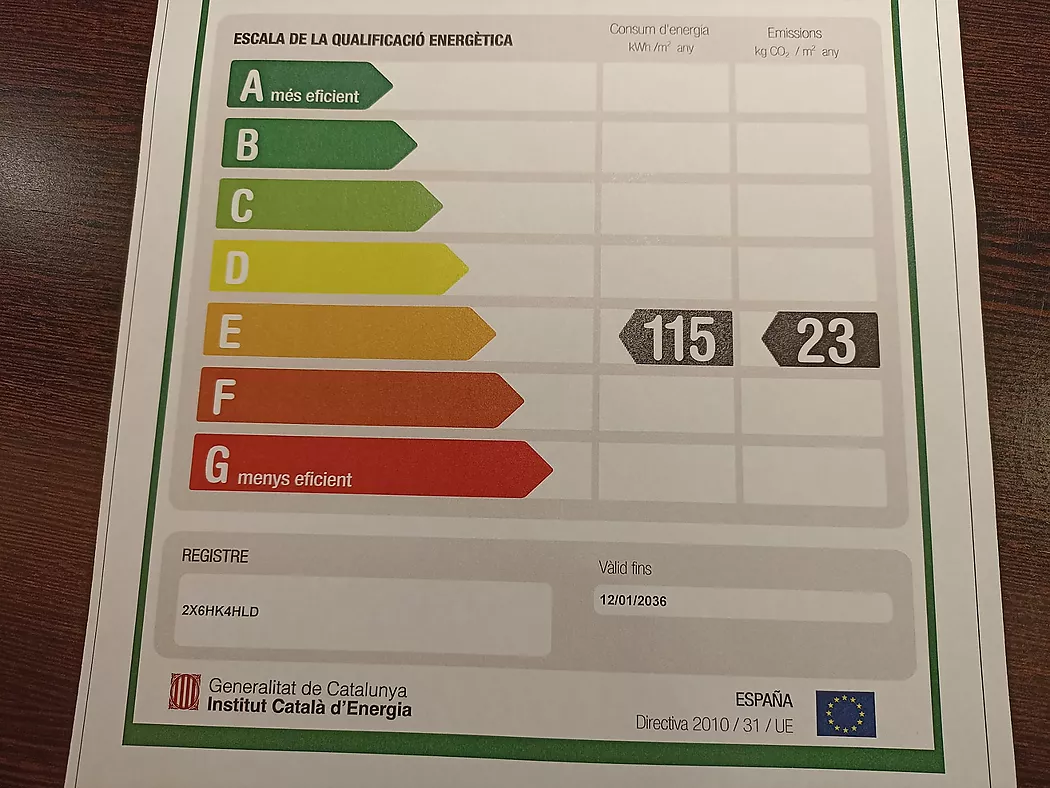 ESCALA DE LA QUALIFICACIÓ ENERGÈTICA
Consum d'energia
kWh /m² any
Emissions
kg CO₂ / m² any
A més eficient
B
C
D
E 115 23
F
G menys eficient
REGISTRE
2X6HK4HLD
Vàlid fins
12/01/2036
Generalitat de Catalunya
Institut Català d'Energia
ESPAÑA
Directiva 2010 / 31 / UE